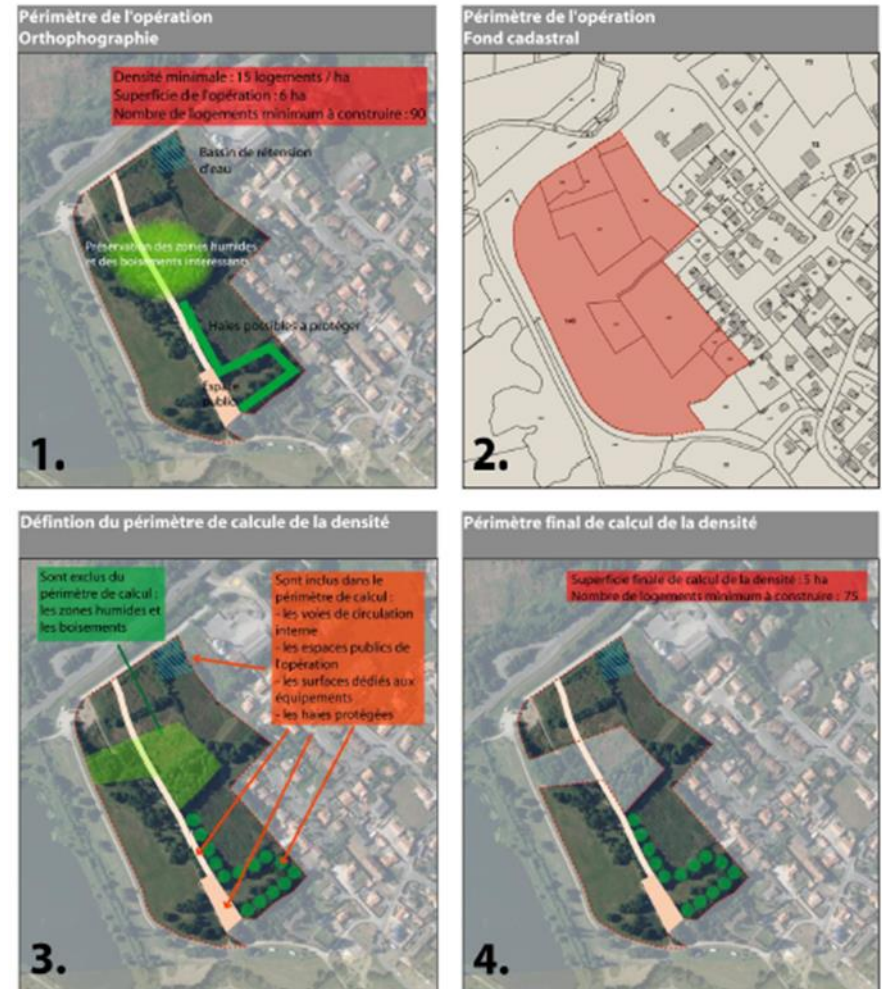 Périmètre de l'opération
Orthophographie
Densité minimale : 15 logements / ha
Superficie de l'opération : 6 ha
Nombre de logements minimum à construire : 90
Bassin de rétension
d'eau
Préservation des zones humides
et des boisements interessants
Haies possibles a protéger
Espace
public
1.
Périmètre de l'opération
Fond cadastral
2.
Défintion du périmètre de calcule de la densité
Sont exclus du
périmètre de calcul :
les zones humides et
les boisements
Sont inclus dans le
périmètre de calcul :
- les voies de circulation
interne
- les espaces publics de
l'opération
- les surfaces dédiés aux
équipements
- les haies protégées
3.
Périmètre final de calcul de la densité
Superficie finale de calcul de la densité : 5 ha
Nombre de logements minimum à construire : 75
4.